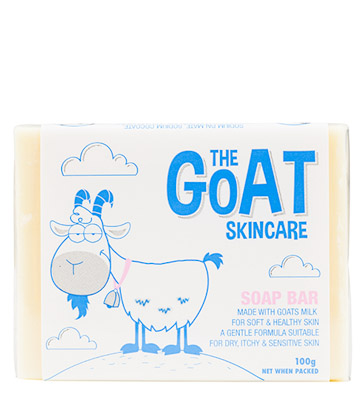 THE
GOAT
SKINCARE
SOAP BAR
MADE WITH GOATS MILK
FOR SOFT & HEALTHY SKIN
A GENTLE FORMULA SUITABLE
FOR DRY, ITCHY & SENSITIVE SKIN
100g
NET WHEN PACKED